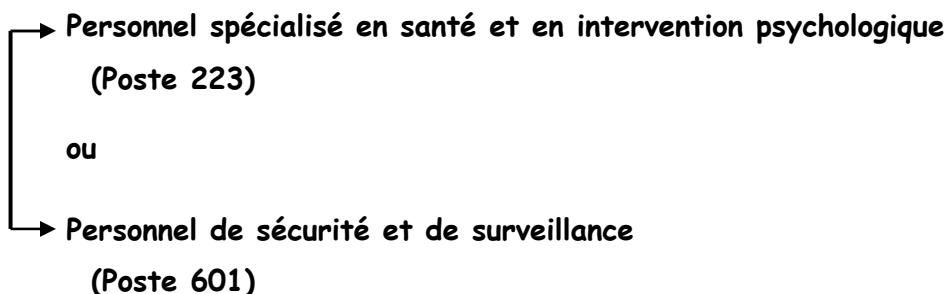 Personnel spécialisé en santé et en intervention psychologique
(Poste 223)
ou
Personnel de sécurité et de surveillance
(Poste 601)